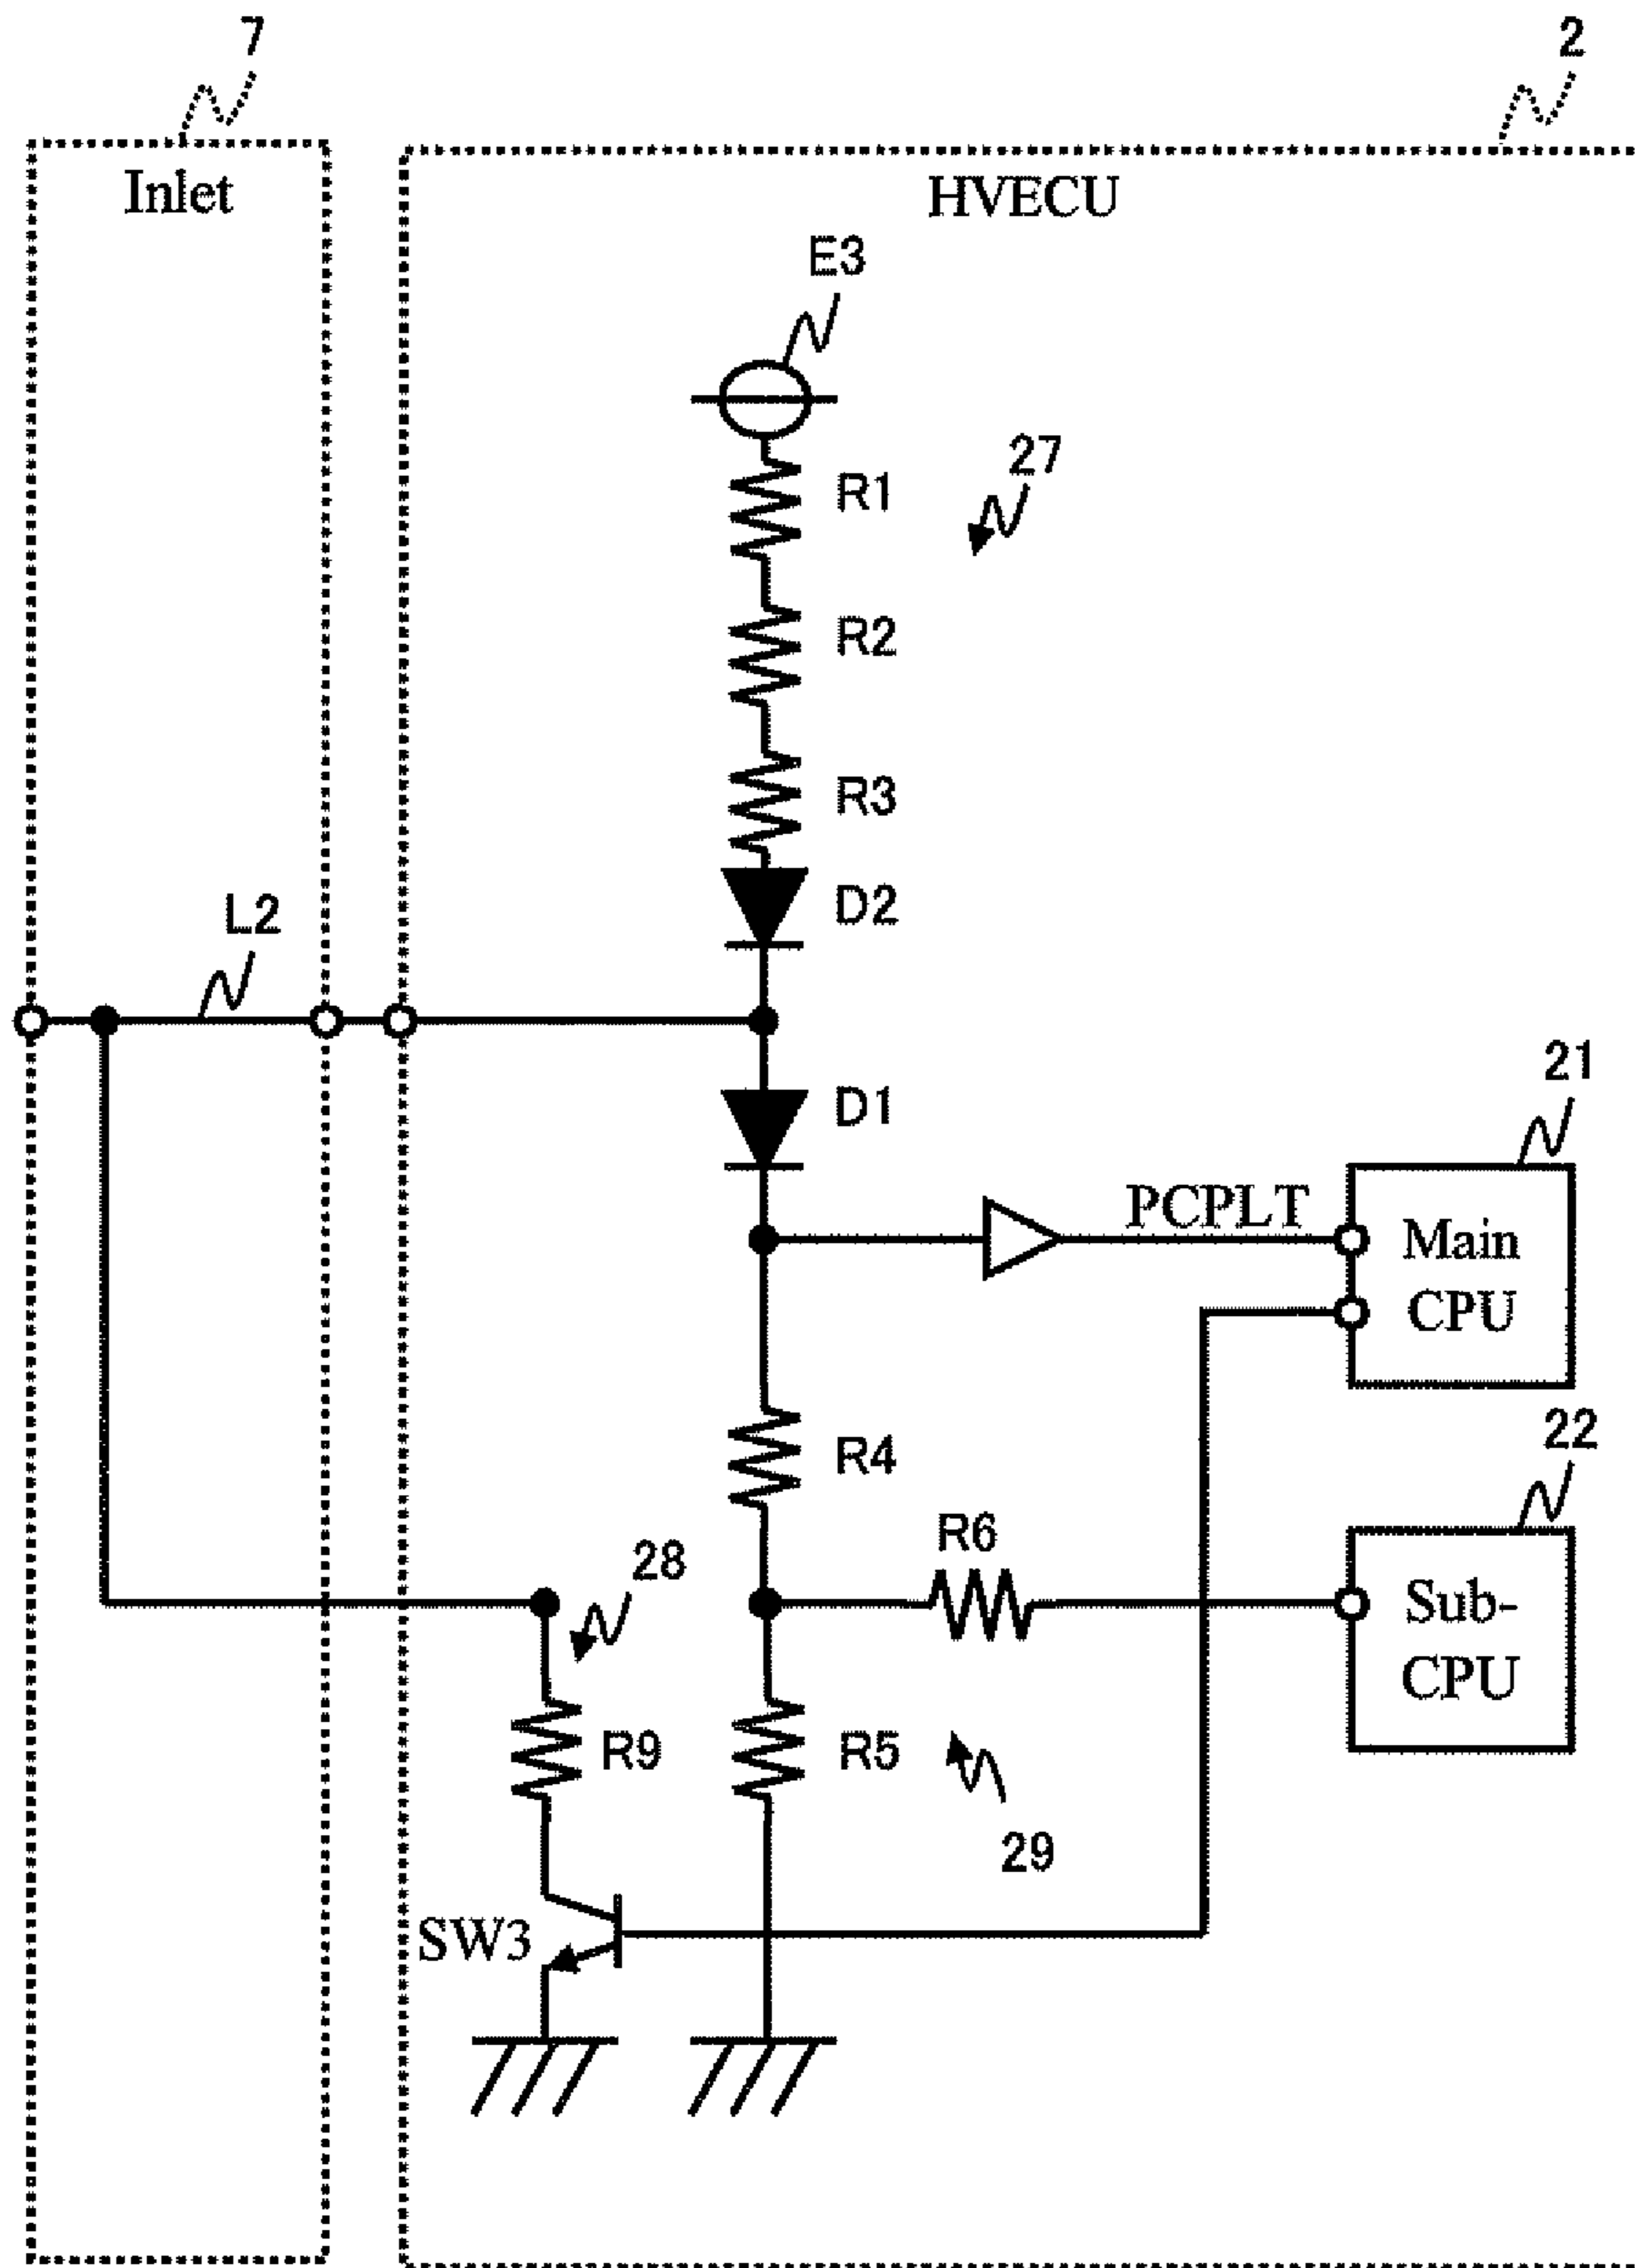 7
2
Inlet
HVECU
E3
27
R1
R2
R3
D2
L2
D1
21
PCPLT
Main
CPU
22
R4
R6
28
Sub-
CPU
R9
R5
29
SW3